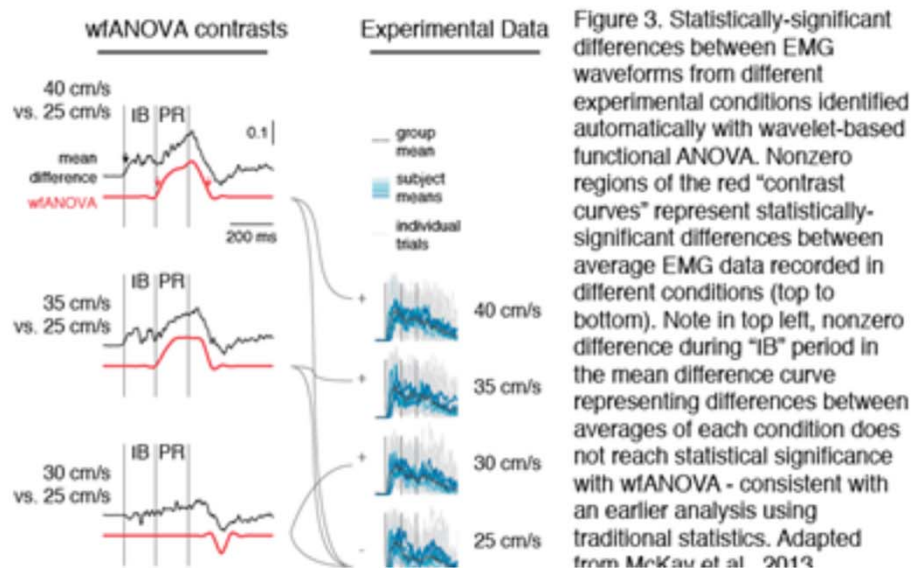 wfANOVA contrasts
Experimental Data
40 cm/s
vs. 25 cm/s
IB PR
0.1
mean
difference
wfANOVA
200 ms
group
mean
subject
means
individual
trials
35 cm/s
vs. 25 cm/s
IB PR
30 cm/s
vs. 25 cm/s
IB PR
+
40 cm/s
+
35 cm/s
+
30 cm/s
-
25 cm/s
Figure 3. Statistically-significant
differences between EMG
waveforms from different
experimental conditions identified
automatically with wavelet-based
functional ANOVA. Nonzero
regions of the red “contrast
curves” represent statistically-
significant differences between
average EMG data recorded in
different conditions (top to
bottom). Note in top left, nonzero
difference during “IB” period in
the mean difference curve
representing differences between
averages of each condition does
not reach statistical significance
with wfANOVA - consistent with
an earlier analysis using
traditional statistics. Adapted
from McKay et al., 2013